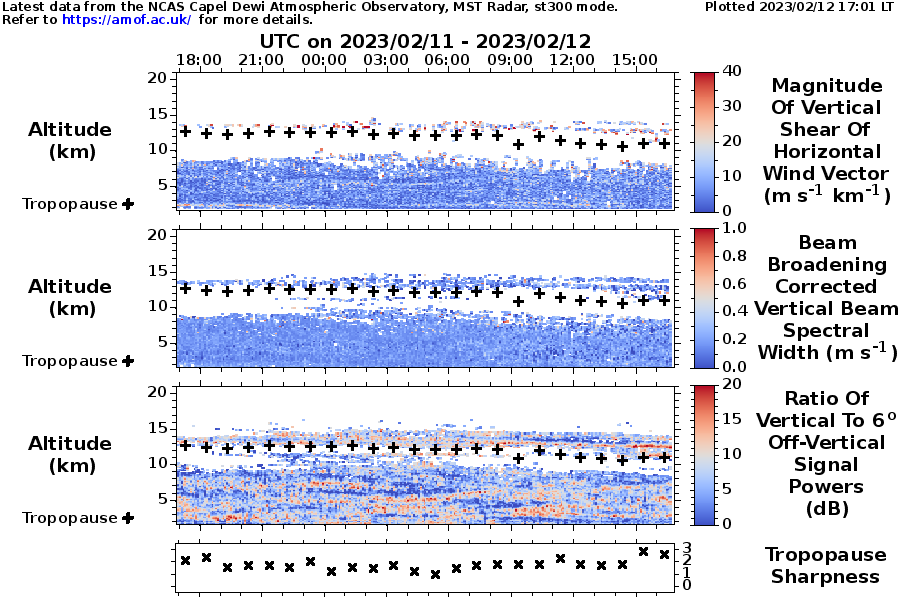 Latest data from the NCAS Capel Dewi Atmospheric Observatory, MST Radar, st300 mode.
Plotted 2023/02/12 17:01 LT
Refer to https://amof.ac.uk/ for more details.
UTC on 2023/02/11 - 2023/02/12
18:00 21:00 00:00 03:00 06:00 09:00 12:00 15:00
20
15
10
5
Altitude
(km)
Tropopause
40
30
20
10
0
Magnitude
Of Vertical
Shear Of
Horizontal
Wind Vector
(m s-1 km-1)
20
15
10
5
Altitude
(km)
Tropopause
1.0
0.8
0.6
0.4
0.2
0.0
Beam
Broadening
Corrected
Vertical Beam
Spectral
Width (m s-1)
20
15
10
5
Altitude
(km)
Tropopause
20
15
10
5
0
Ratio Of
Vertical To 6o
Off-Vertical
Signal
Powers
(dB)
3
2
1
0
Tropopause
Sharpness